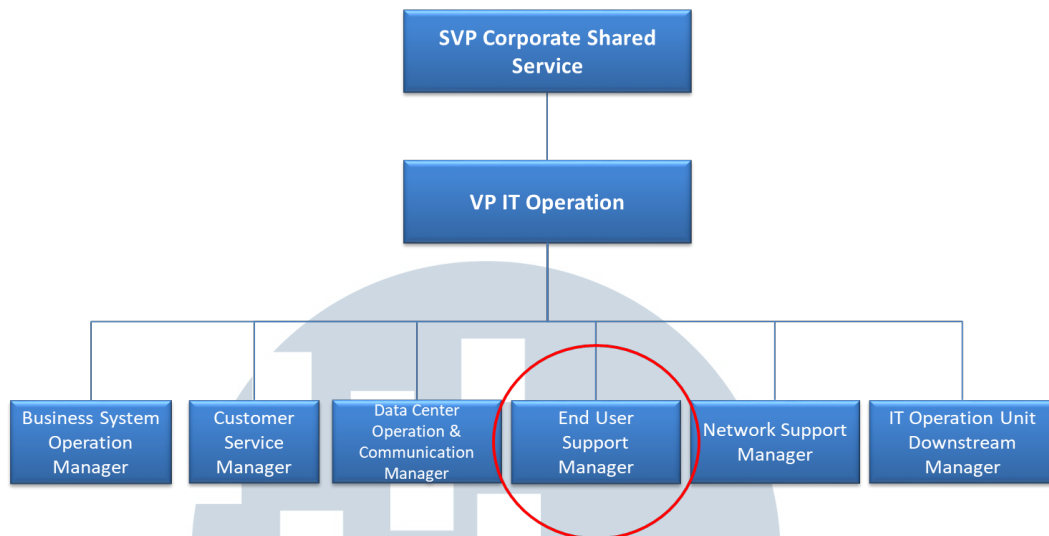 SVP Corporate Shared
Service
VP IT Operation
Business System
Operation
Manager
Customer
Service
Manager
Data Center
Operation &
Communication
Manager
End User
Support
Manager
Network Support
Manager
IT Operation Unit
Downstream
Manager